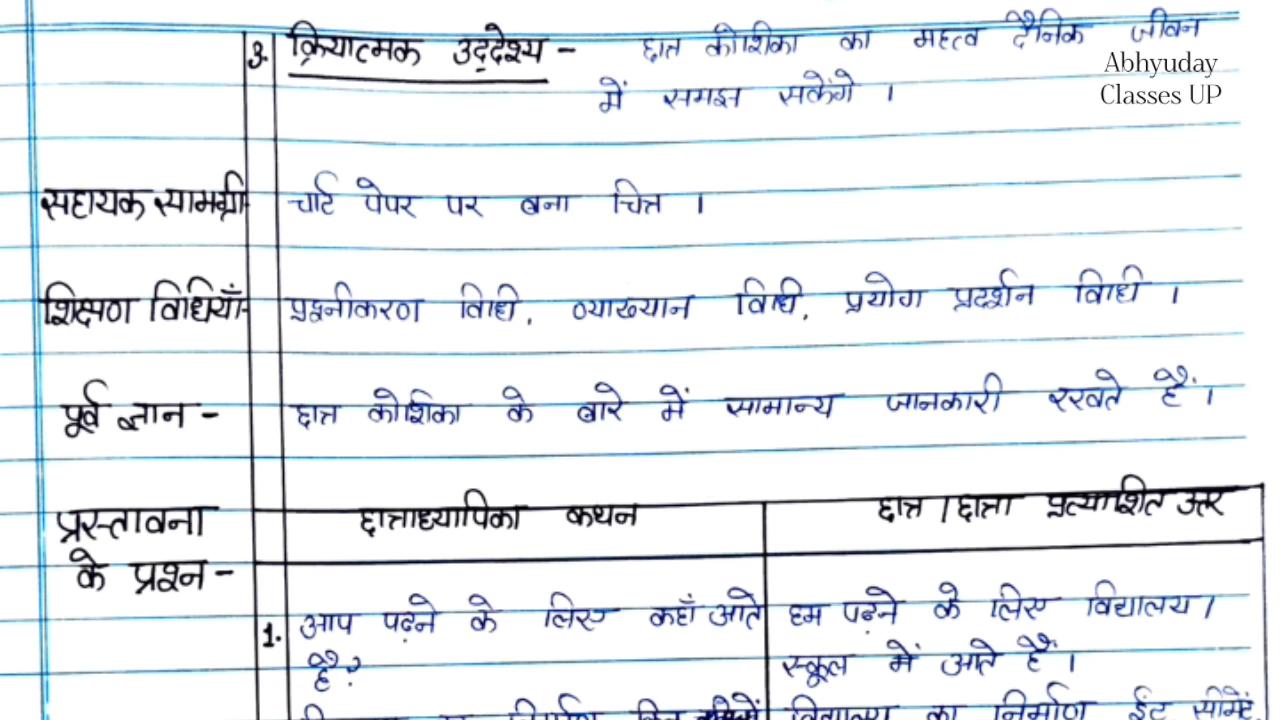 3. क्रियात्मक उद्देश्य - छात्र कोशिका का महत्व दैनिक जीवन
में समझ सकेंगे ।
Abhyuday
Classes UP
सहायक सामग्री चार्ट पेपर पर बना चित्र ।
शिक्षण विधियाँ- प्रश्नीकरण विधि, व्याख्यान विधि, प्रयोग प्रदर्शन विधि ।
पूर्व ज्ञान - छात्र कोशिका के बारे में सामान्य जानकारी रखते हैं।
प्रस्तावना
के प्रश्न -
छात्राध्यापिका कथन
छात्र / छात्रा प्रत्याशित उत्तर
1. आप पढ़ने के लिए कहाँ आते
है?
हम पढ़ने के लिए विद्यालय।
स्कूल में आते हैं।
विद्यालय का निर्माण ईंट सीमेंट,